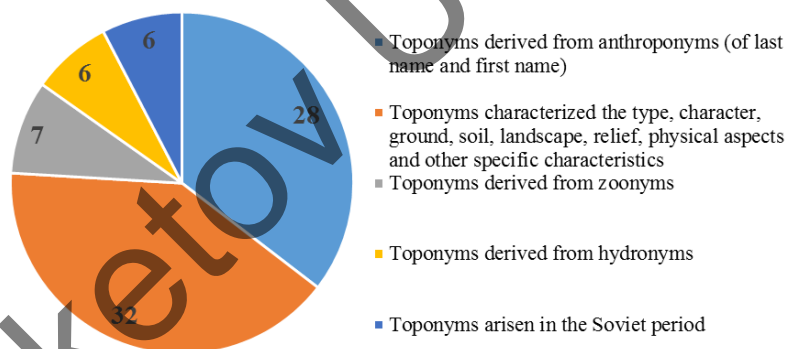 6
6
28
7
32
Toponyms derived from anthroponyms (of last
name and first name)
Toponyms characterized the type, character,
ground, soil, landscape, relief, physical aspects
and other specific characteristics
Toponyms derived from zoonyms
Toponyms derived from hydronyms
Toponyms arisen in the Soviet period
ketov U